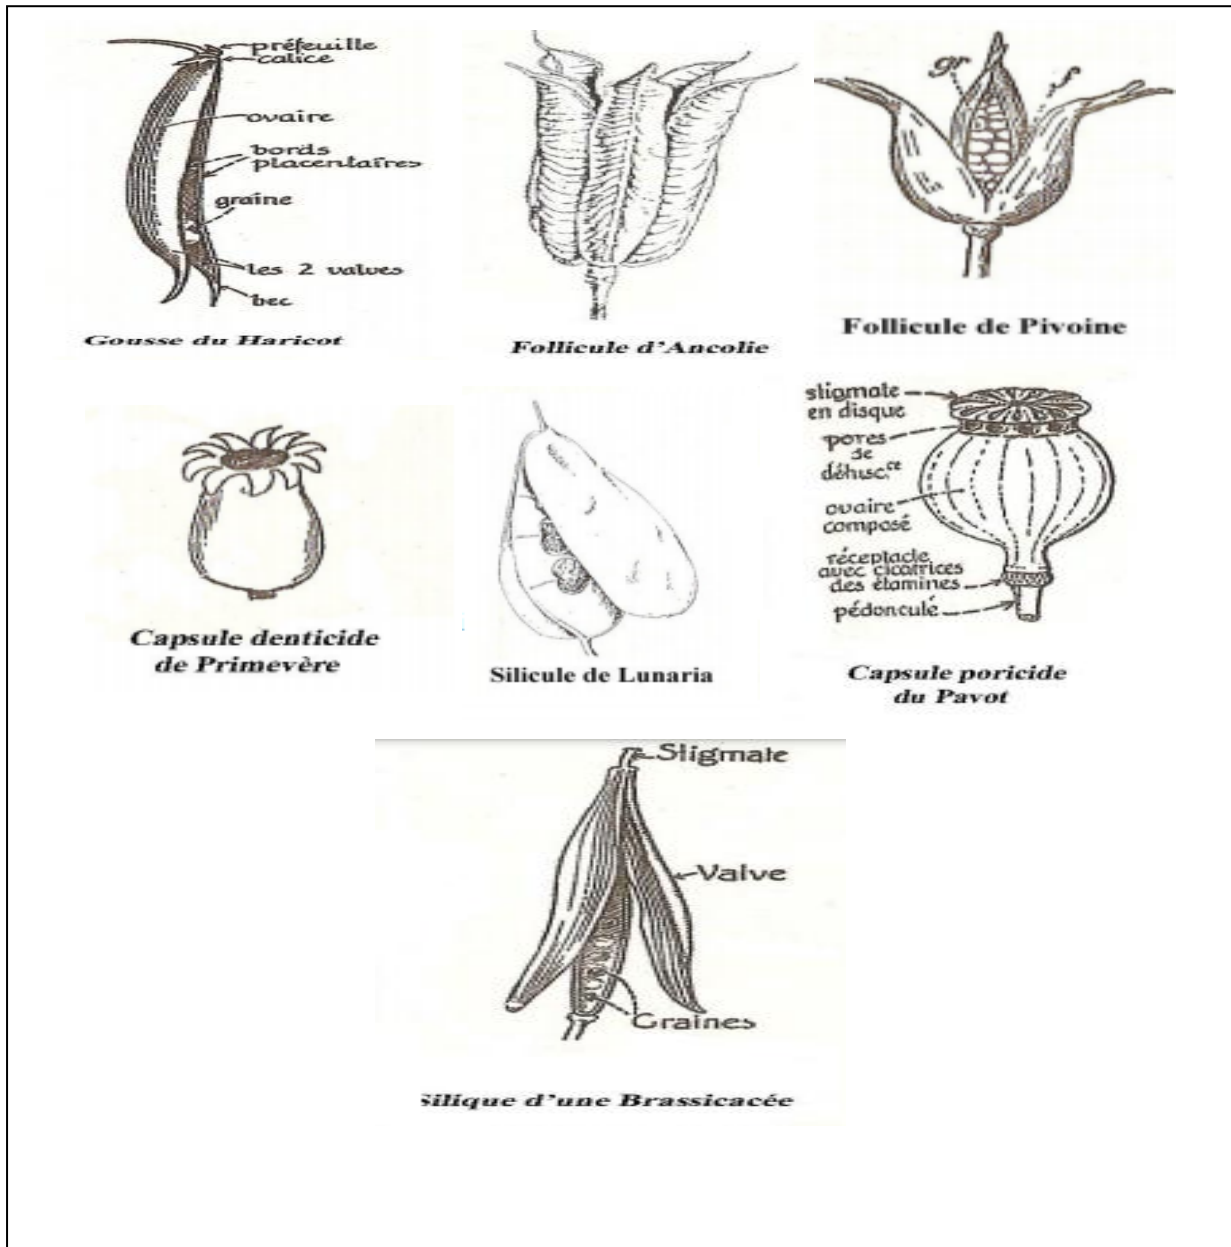 préfeuille
calice
ovaire
bords
placentaires
graine
les 2 valves
bec
Gousse du Haricot
Follicule d'Ancolie
gr
f
Follicule de Pivoine
Capsule denticide
de Primevère
Silicule de Lunaria
stigmate
en disque
pores
de
déhisc.ce
ovaire
composé
réceptacle
avec cicatrices
des étamines
pédonculé
Capsule poricide
du Pavot
Stigmate
Valve
Graines
Silique d'une Brassicacée